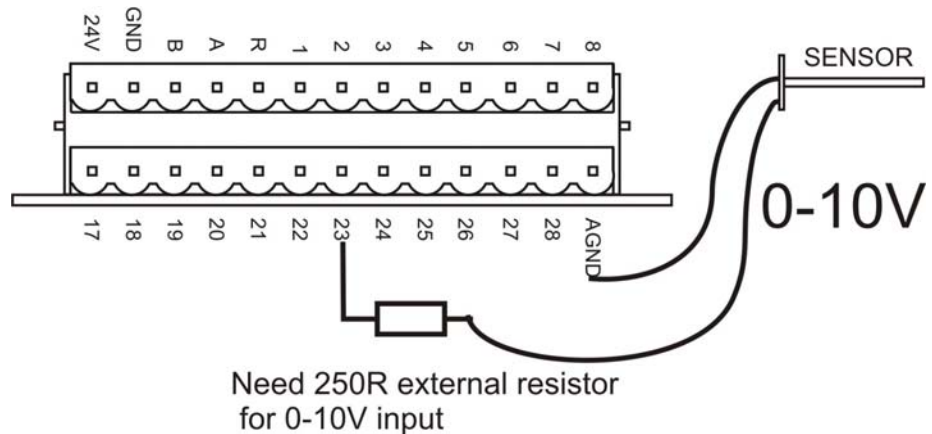 24V GND B A R 1 2 3 4 5 6 7 8
SENSOR
0-10V
17 18 19 20 21 22 23 24 25 26 27 28 AGND
Need 250R external resistor
for 0-10V input